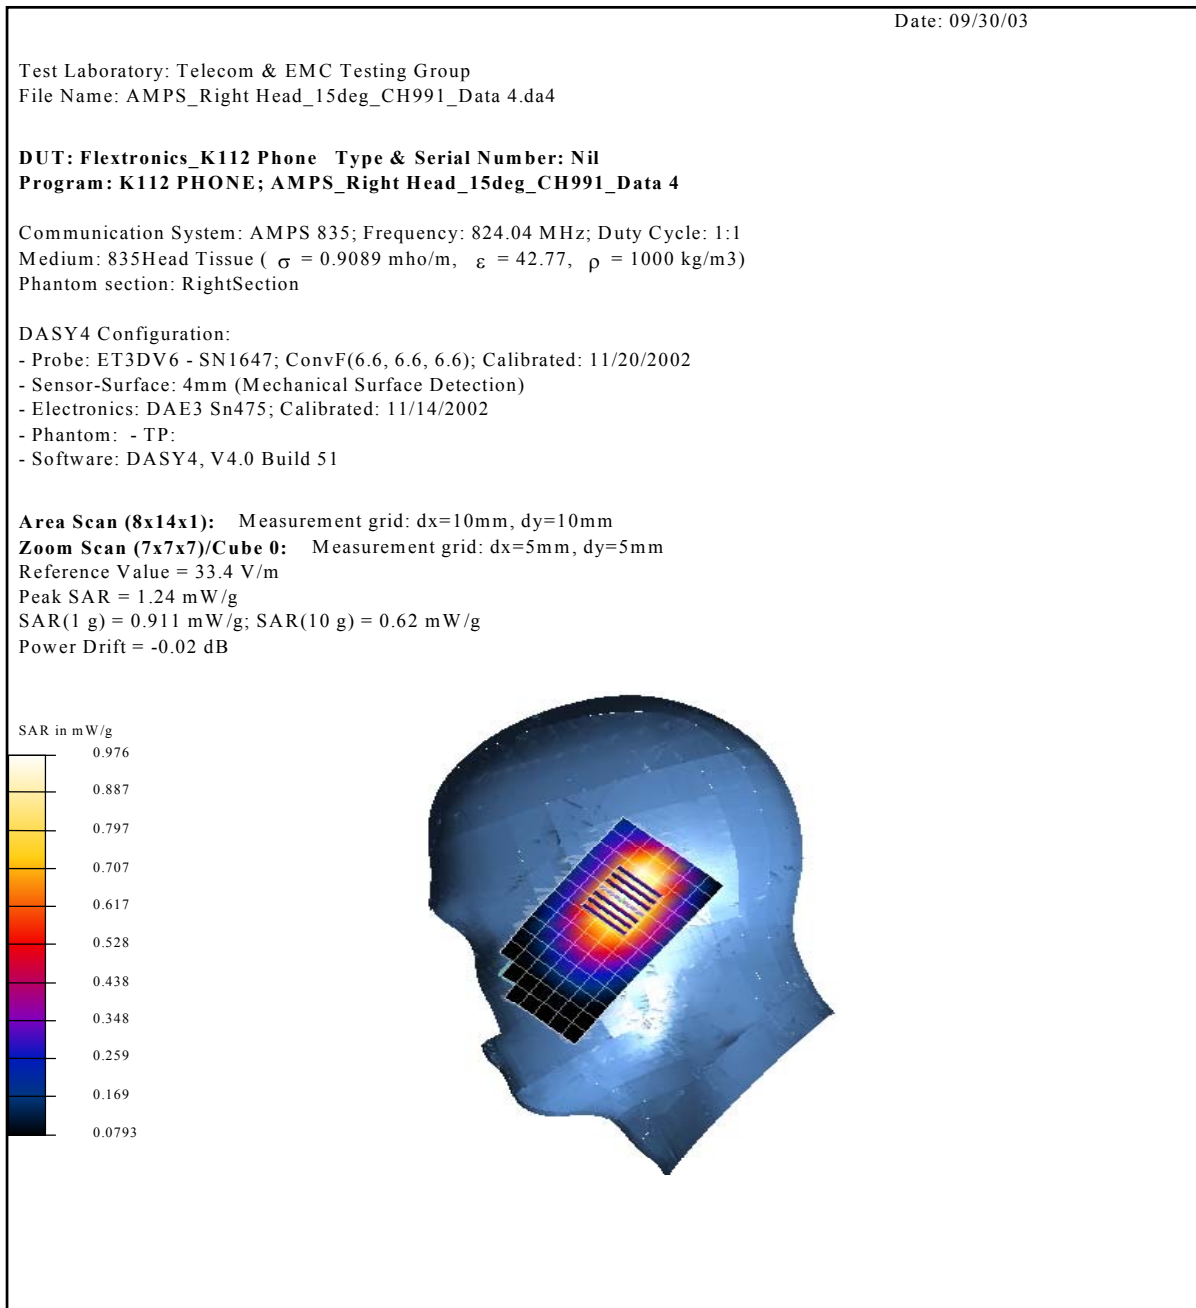 Date: 09/30/03
Test Laboratory: Telecom & EMC Testing Group
File Name: AMPS_Right Head_15deg_CH991_Data 4.da4
DUT: Flextronics_K112 Phone   Type & Serial Number: Nil
Program: K112 PHONE; AMPS_Right Head_15deg_CH991_Data 4
Communication System: AMPS 835; Frequency: 824.04 MHz; Duty Cycle: 1:1
Medium: 835Head Tissue ( σ = 0.9089 mho/m, ε = 42.77, ρ = 1000 kg/m3)
Phantom section: RightSection
DASY4 Configuration:
- Probe: ET3DV6 - SN1647; ConvF(6.6, 6.6, 6.6); Calibrated: 11/20/2002
- Sensor-Surface: 4mm (Mechanical Surface Detection)
- Electronics: DAE3 Sn475; Calibrated: 11/14/2002
- Phantom:  - TP:
- Software: DASY4, V4.0 Build 51
Area Scan (8x14x1):   Measurement grid: dx=10mm, dy=10mm
Zoom Scan (7x7x7)/Cube 0:   Measurement grid: dx=5mm, dy=5mm
Reference Value = 33.4 V/m
Peak SAR = 1.24 mW/g
SAR(1 g) = 0.911 mW/g; SAR(10 g) = 0.62 mW/g
Power Drift = -0.02 dB
SAR in mW/g
0.976
0.887
0.797
0.707
0.617
0.528
0.438
0.348
0.259
0.169
0.0793